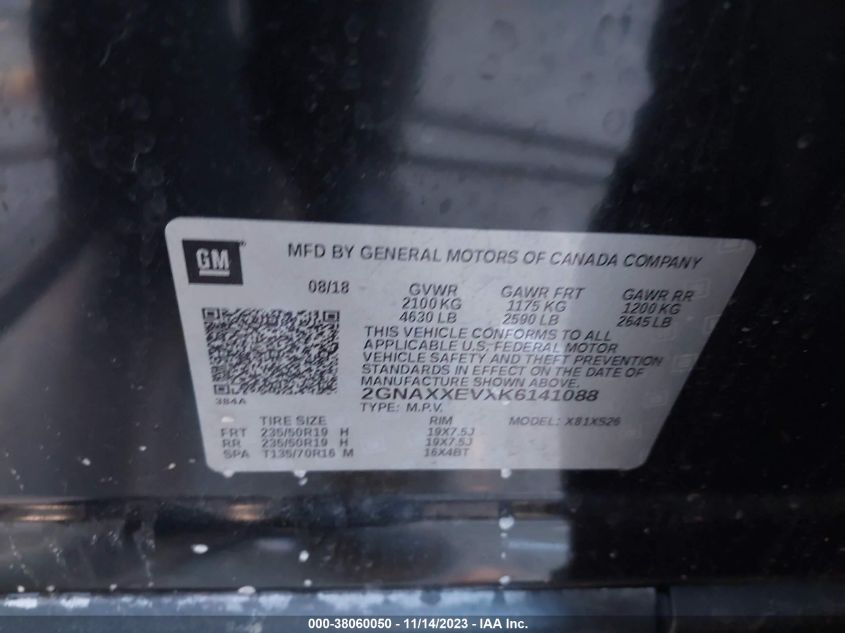 GM
MFD BY GENERAL MOTORS OF CANADA COMPANY
08/18 GVWR GAWR FRT GAWR RR
2100 KG 1175 KG 1200 KG
4630 LB 2590 LB 2645 LB
THIS VEHICLE CONFORMS TO ALL
APPLICABLE U.S. FEDERAL MOTOR
VEHICLE SAFETY AND THEFT PREVENTION
STANDARDS IN EFFECT ON THE DATE OF
MANUFACTURE SHOWN ABOVE.
384A
2GNAXXEVXK6141088
TYPE: M.P.V. MODEL: X81XS26
TIRE SIZE RIM
FRT 235/50R19 H 19X7.5J
RR 235/50R19 H 19X7.5J
SPA T135/70R16 M 16X4BT
000-38060050 - 11/14/2023 - IAA Inc.